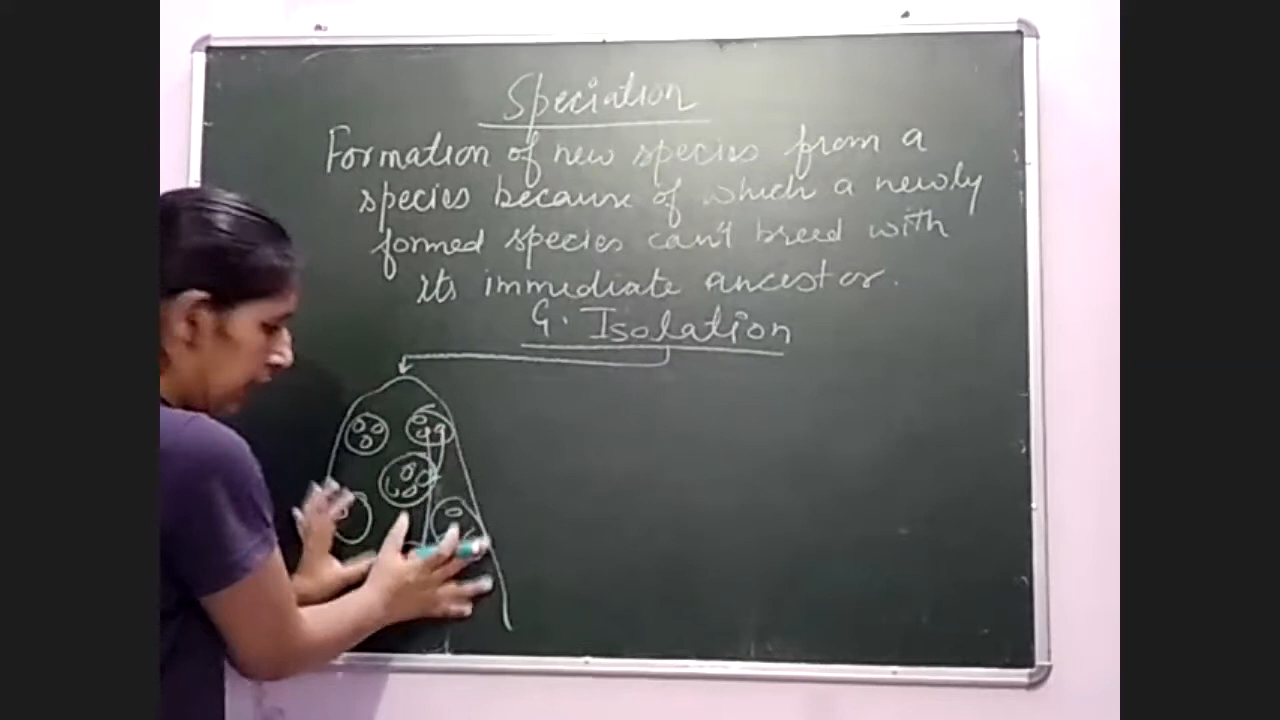 Speciation
Formation of new species from a
species because of which a newly
formed species can't breed with
its immediate ancestor.
G. Isolation